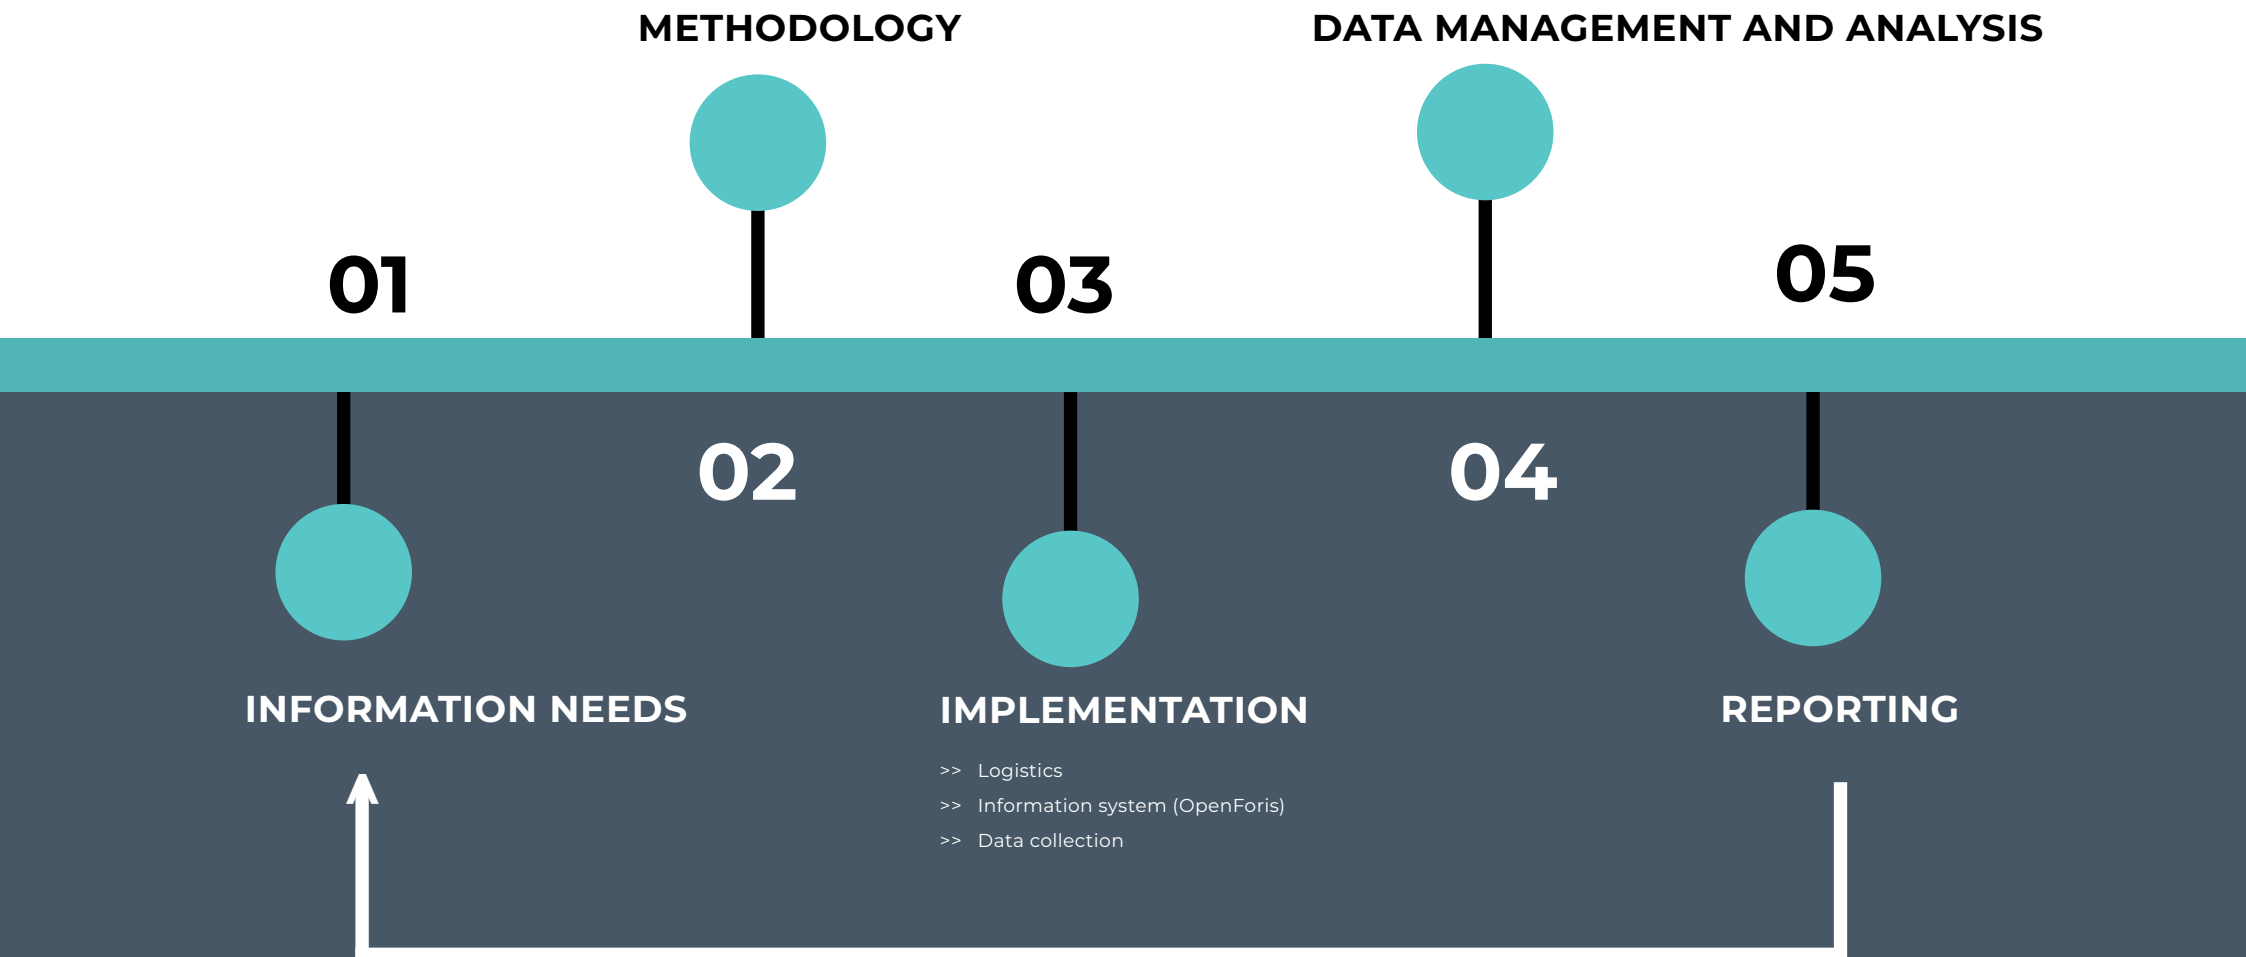 METHODOLOGY
DATA MANAGEMENT AND ANALYSIS
01
03
05
02
04
INFORMATION NEEDS
IMPLEMENTATION
REPORTING
>> Logistics
>> Information system (OpenForis)
>> Data collection